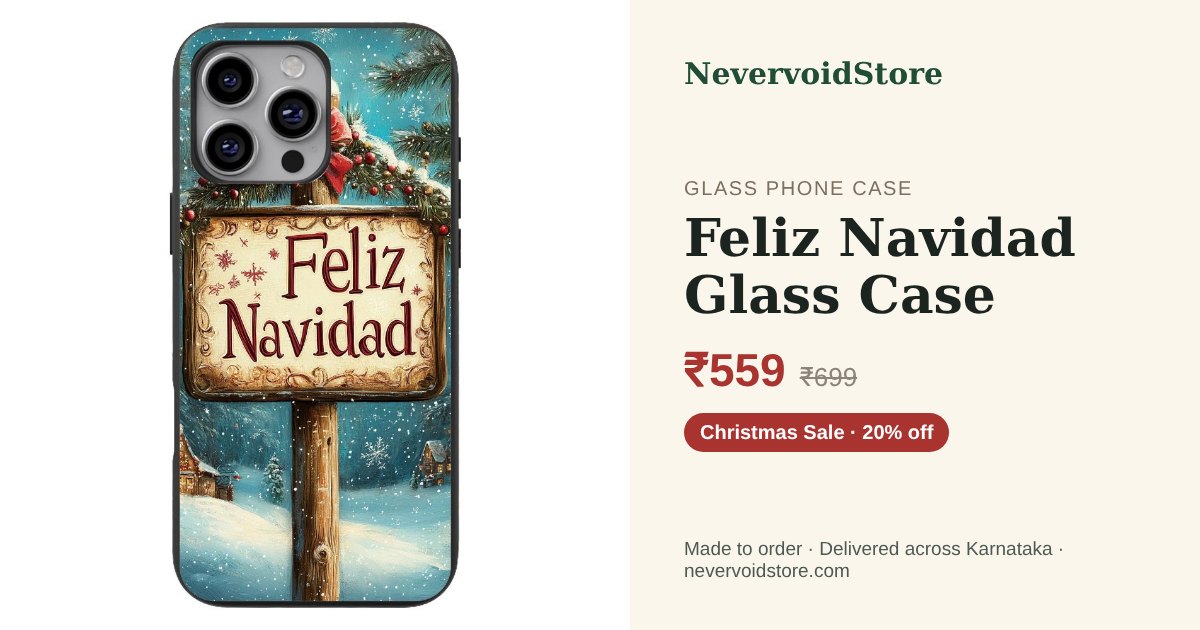 Feliz
Navidad
NevervoidStore
GLASS PHONE CASE
Feliz Navidad
Glass Case
₹559 ₹699
Christmas Sale · 20% off
Made to order · Delivered across Karnataka ·
nevervoidstore.com